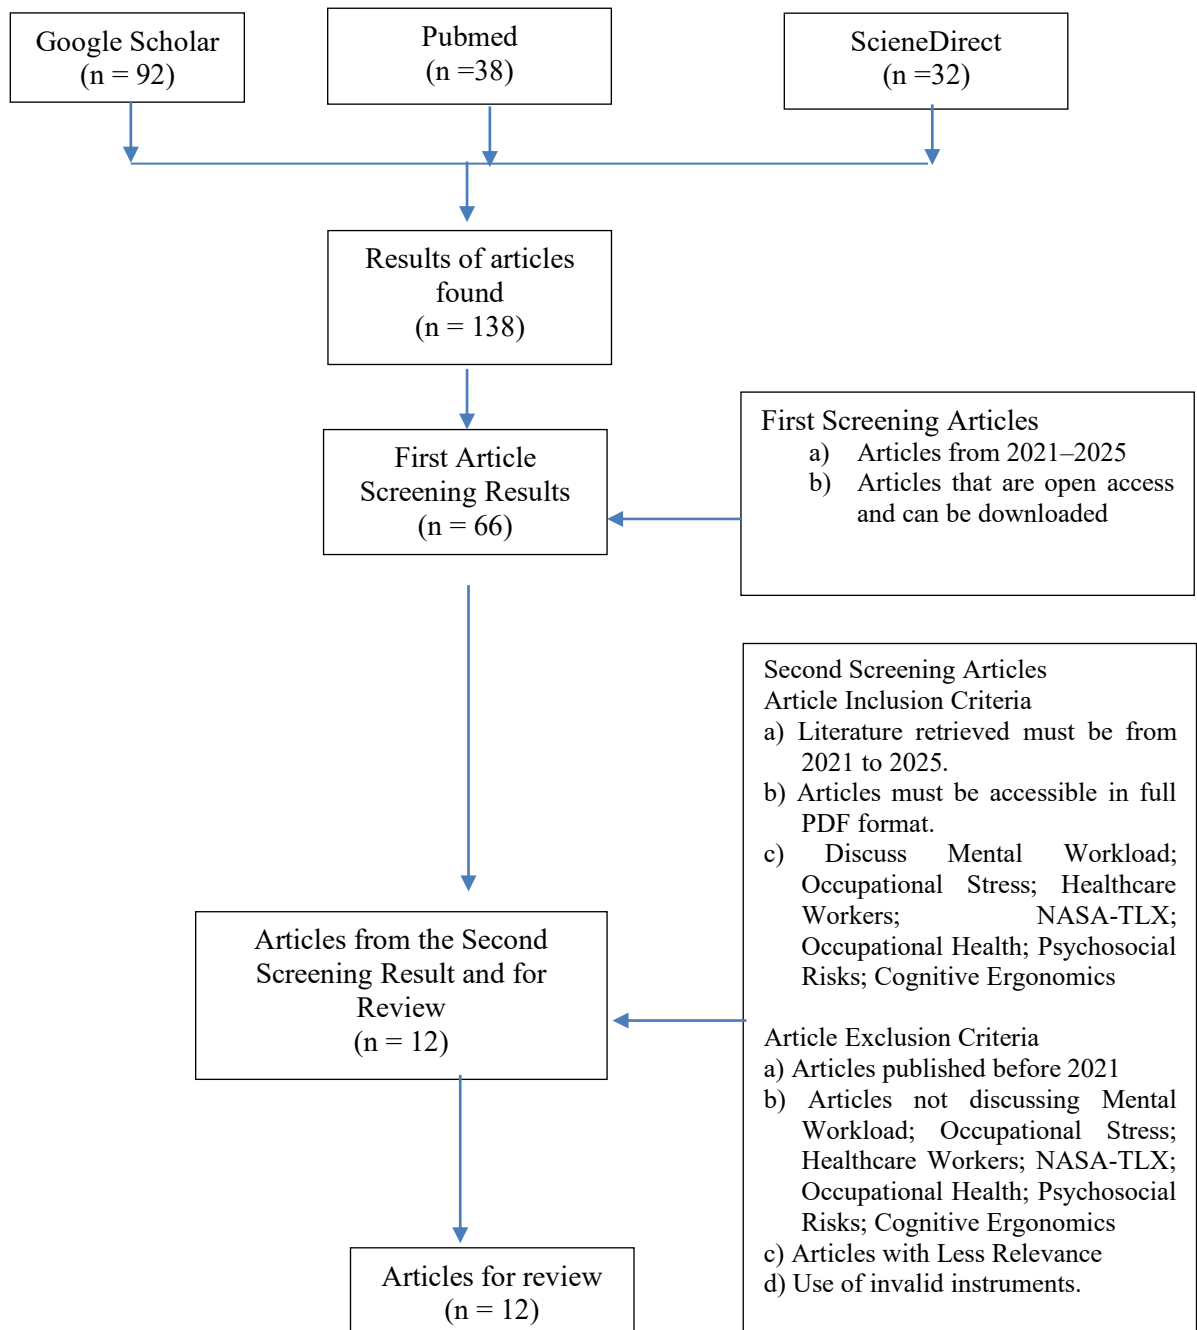 Google Scholar
(n = 92)
Pubmed
(n =38)
ScieneDirect
(n =32)
Results of articles
found
(n = 138)
First Article
Screening Results
(n = 66)
First Screening Articles
a) Articles from 2021–2025
b) Articles that are open access
and can be downloaded
Second Screening Articles
Article Inclusion Criteria
a) Literature retrieved must be from
2021 to 2025.
b) Articles must be accessible in full
PDF format.
c) Discuss Mental Workload;
Occupational Stress; Healthcare
Workers; NASA-TLX;
Occupational Health; Psychosocial
Risks; Cognitive Ergonomics
Article Exclusion Criteria
a) Articles published before 2021
b) Articles not discussing Mental
Workload; Occupational Stress;
Healthcare Workers; NASA-TLX;
Occupational Health; Psychosocial
Risks; Cognitive Ergonomics
c) Articles with Less Relevance
d) Use of invalid instruments.
Articles from the Second
Screening Result and for
Review
(n = 12)
Articles for review
(n = 12)